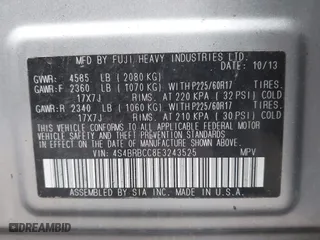 MFD BY FUJI HEAVY INDUSTRIES LTD. 10/13
GVWR: 4585 LB (2080 KG)
GAWR:F 2360 LB (1070 KG) WITH P225/60R17 TIRES,
17X7J RIMS, AT 220 KPA (32 PSI) COLD
GAWR:R 2340 LB (1060 KG) WITH P225/60R17 TIRES,
17X7J RIMS, AT 210 KPA (30 PSI) COLD
THIS VEHICLE CONFORMS TO ALL APPLICABLE FEDERAL MOTOR
VEHICLE SAFETY AND THEFT PREVENTION STANDARDS IN EFFECT
ON THE DATE OF MANUFACTURE SHOWN ABOVE.
VIN: 4S4BRBCC8E3243525 MPV
ASSEMBLED BY SIA INC. MADE IN U.S.A.